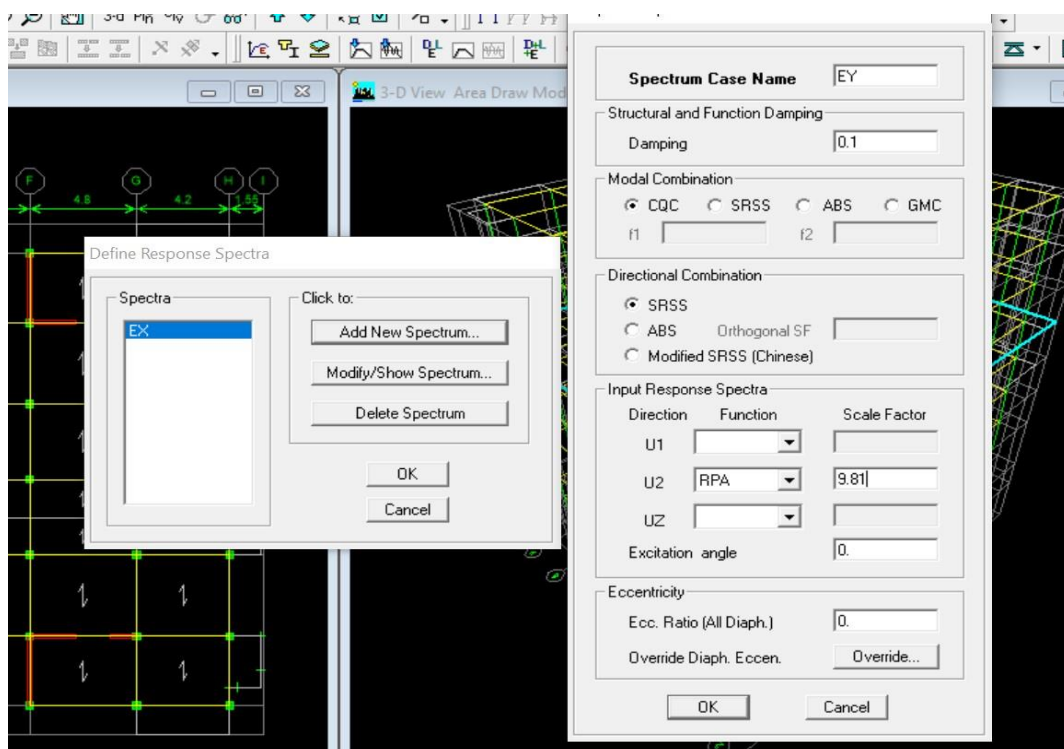 3-d
3-D View Area Draw Mod
F
G
H
I
4.8
4.2
1.55
Define Response Spectra
Spectra
EX
Click to:
Add New Spectrum...
Modify/Show Spectrum...
Delete Spectrum
OK
Cancel
Spectrum Case Name EY
Structural and Function Damping
Damping 0.1
Modal Combination
CQC SRSS ABS GMC
f1 f2
Directional Combination
SRSS
ABS Orthogonal SF
Modified SRSS (Chinese)
Input Response Spectra
Direction Function Scale Factor
U1
U2 RPA 9.81
UZ
Excitation angle 0.
Eccentricity
Ecc. Ratio (All Diaph.) 0.
Override Diaph. Eccen. Override...
OK Cancel